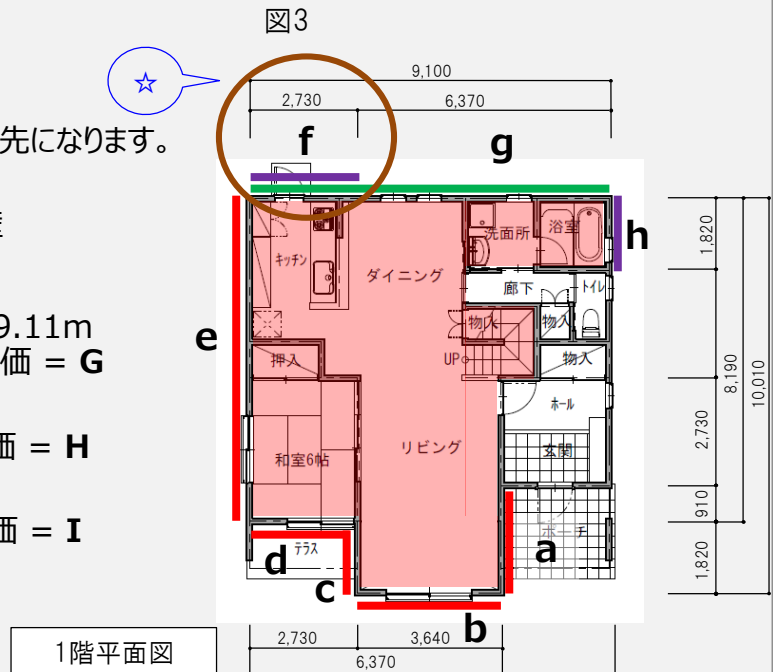 図3
☆
9,100
2,730
6,370
先になります。
f
g
洗面所
浴室
h
1,820
キッチン
ダイニング
廊下
トイレ
9.11m
物入
物入
e
価 = G
押入
UP
物入
8,190
10,010
ホール
2,730
価 = H
和室6帖
リビング
玄関
910
価 = I
d
テラス
a
ポーチ
c
1,820
b
1階平面図
2,730
3,640
6,370